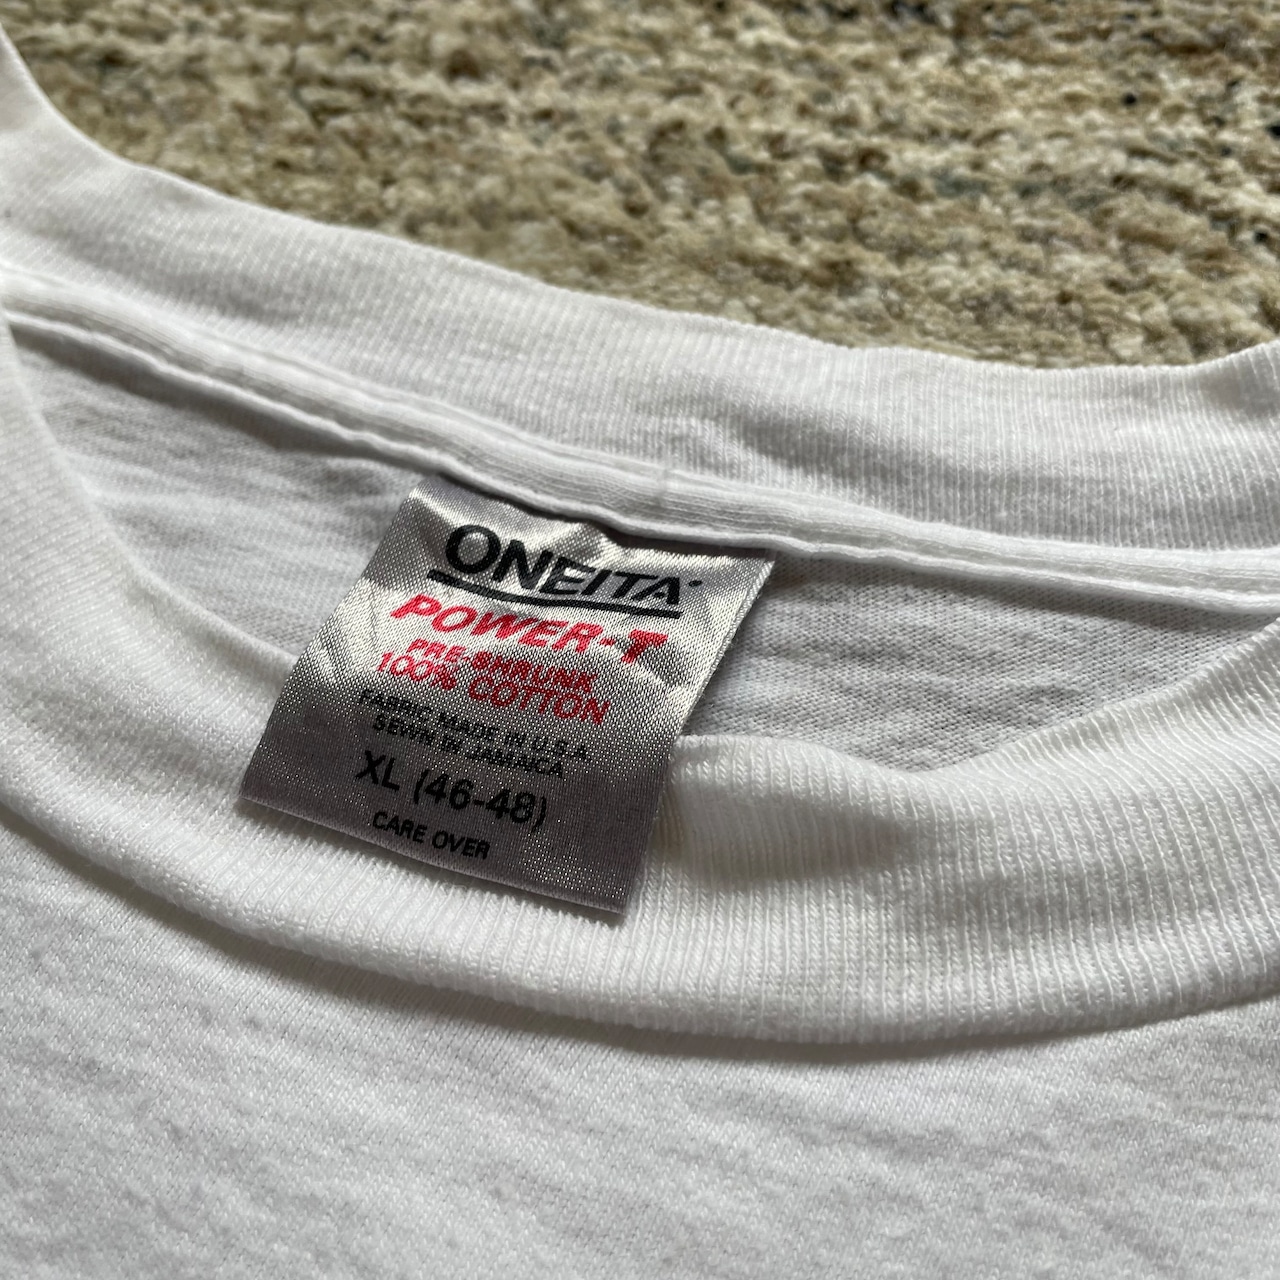 ONEITA
POWER-T
PRE-SHRUNK
100% COTTON
FABRIC MADE IN U.S.A
SEWN IN JAMAICA
XL (46-48)
CARE OVER